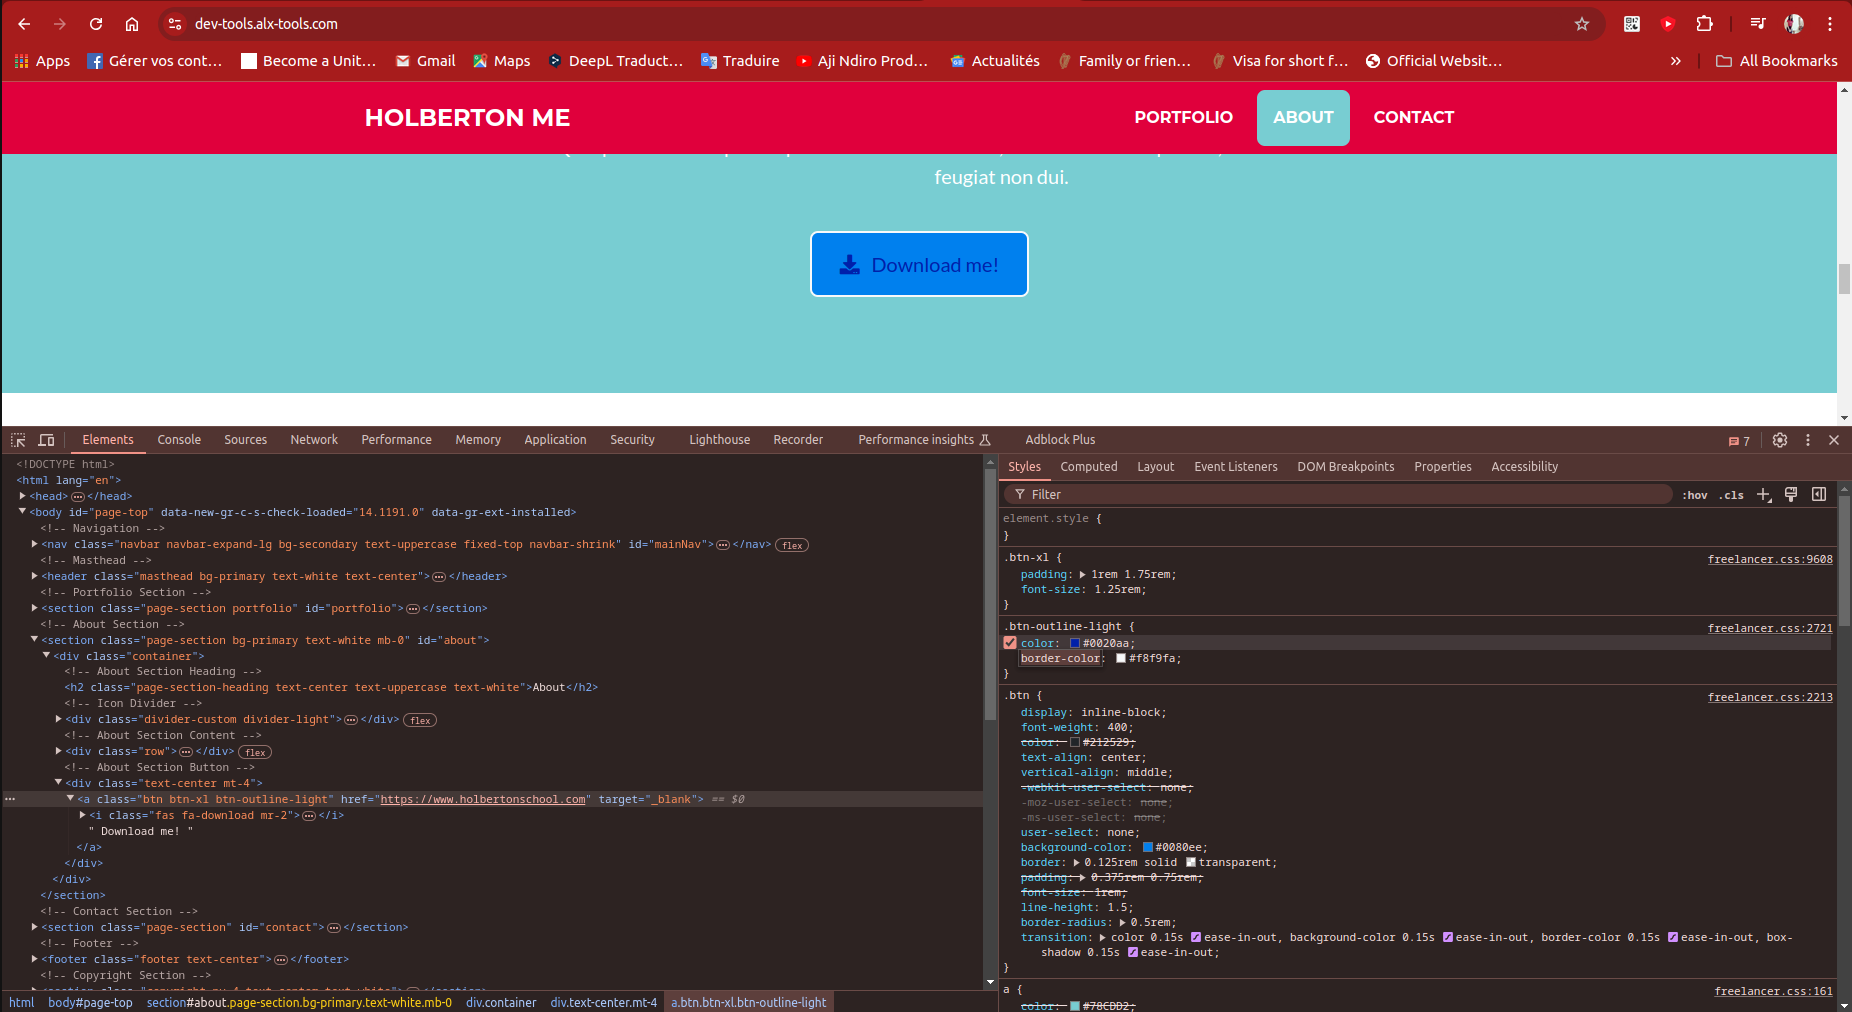 dev-tools.alx-tools.com
Apps Gérer vos cont… Become a Unit… Gmail Maps DeepL Traduct… Traduire Aji Ndiro Prod… Actualités Family or frien… Visa for short f… Official Websit… » All Bookmarks
HOLBERTON ME PORTFOLIO ABOUT CONTACT
feugiat non dui.
Download me!
Elements Console Sources Network Performance Memory Application Security Lighthouse Recorder Performance insights Adblock Plus 7
<!DOCTYPE html>
<html lang="en">
<head>…</head>
<body id="page-top" data-new-gr-c-s-check-loaded="14.1191.0" data-gr-ext-installed>
<!-- Navigation -->
<nav class="navbar navbar-expand-lg bg-secondary text-uppercase fixed-top navbar-shrink" id="mainNav">…</nav> flex
<!-- Masthead -->
<header class="masthead bg-primary text-white text-center">…</header>
<!-- Portfolio Section -->
<section class="page-section portfolio" id="portfolio">…</section>
<!-- About Section -->
<section class="page-section bg-primary text-white mb-0" id="about">
<div class="container">
<!-- About Section Heading -->
<h2 class="page-section-heading text-center text-uppercase text-white">About</h2>
<!-- Icon Divider -->
<div class="divider-custom divider-light">…</div> flex
<!-- About Section Content -->
<div class="row">…</div> flex
<!-- About Section Button -->
<div class="text-center mt-4">
<a class="btn btn-xl btn-outline-light" href="https://www.holbertonschool.com" target="_blank"> == $0
<i class="fas fa-download mr-2">…</i>
" Download me! "
</a>
</div>
</div>
</section>
<!-- Contact Section -->
<section class="page-section" id="contact">…</section>
<!-- Footer -->
<footer class="footer text-center">…</footer>
<!-- Copyright Section -->
html body#page-top section#about.page-section.bg-primary.text-white.mb-0 div.container div.text-center.mt-4 a.btn.btn-xl.btn-outline-light
Styles Computed Layout Event Listeners DOM Breakpoints Properties Accessibility
Filter :hov .cls
element.style {
}
.btn-xl { freelancer.css:9608
padding: 1rem 1.75rem;
font-size: 1.25rem;
}
.btn-outline-light { freelancer.css:2721
color: #0020aa;
border-color: #f8f9fa;
}
.btn { freelancer.css:2213
display: inline-block;
font-weight: 400;
color: #212529;
text-align: center;
vertical-align: middle;
-webkit-user-select: none;
-moz-user-select: none;
-ms-user-select: none;
user-select: none;
background-color: #0080ee;
border: 0.125rem solid transparent;
padding: 0.375rem 0.75rem;
font-size: 1rem;
line-height: 1.5;
border-radius: 0.5rem;
transition: color 0.15s ease-in-out, background-color 0.15s ease-in-out, border-color 0.15s ease-in-out, box-
shadow 0.15s ease-in-out;
}
a { freelancer.css:161
color: #78CDD2;